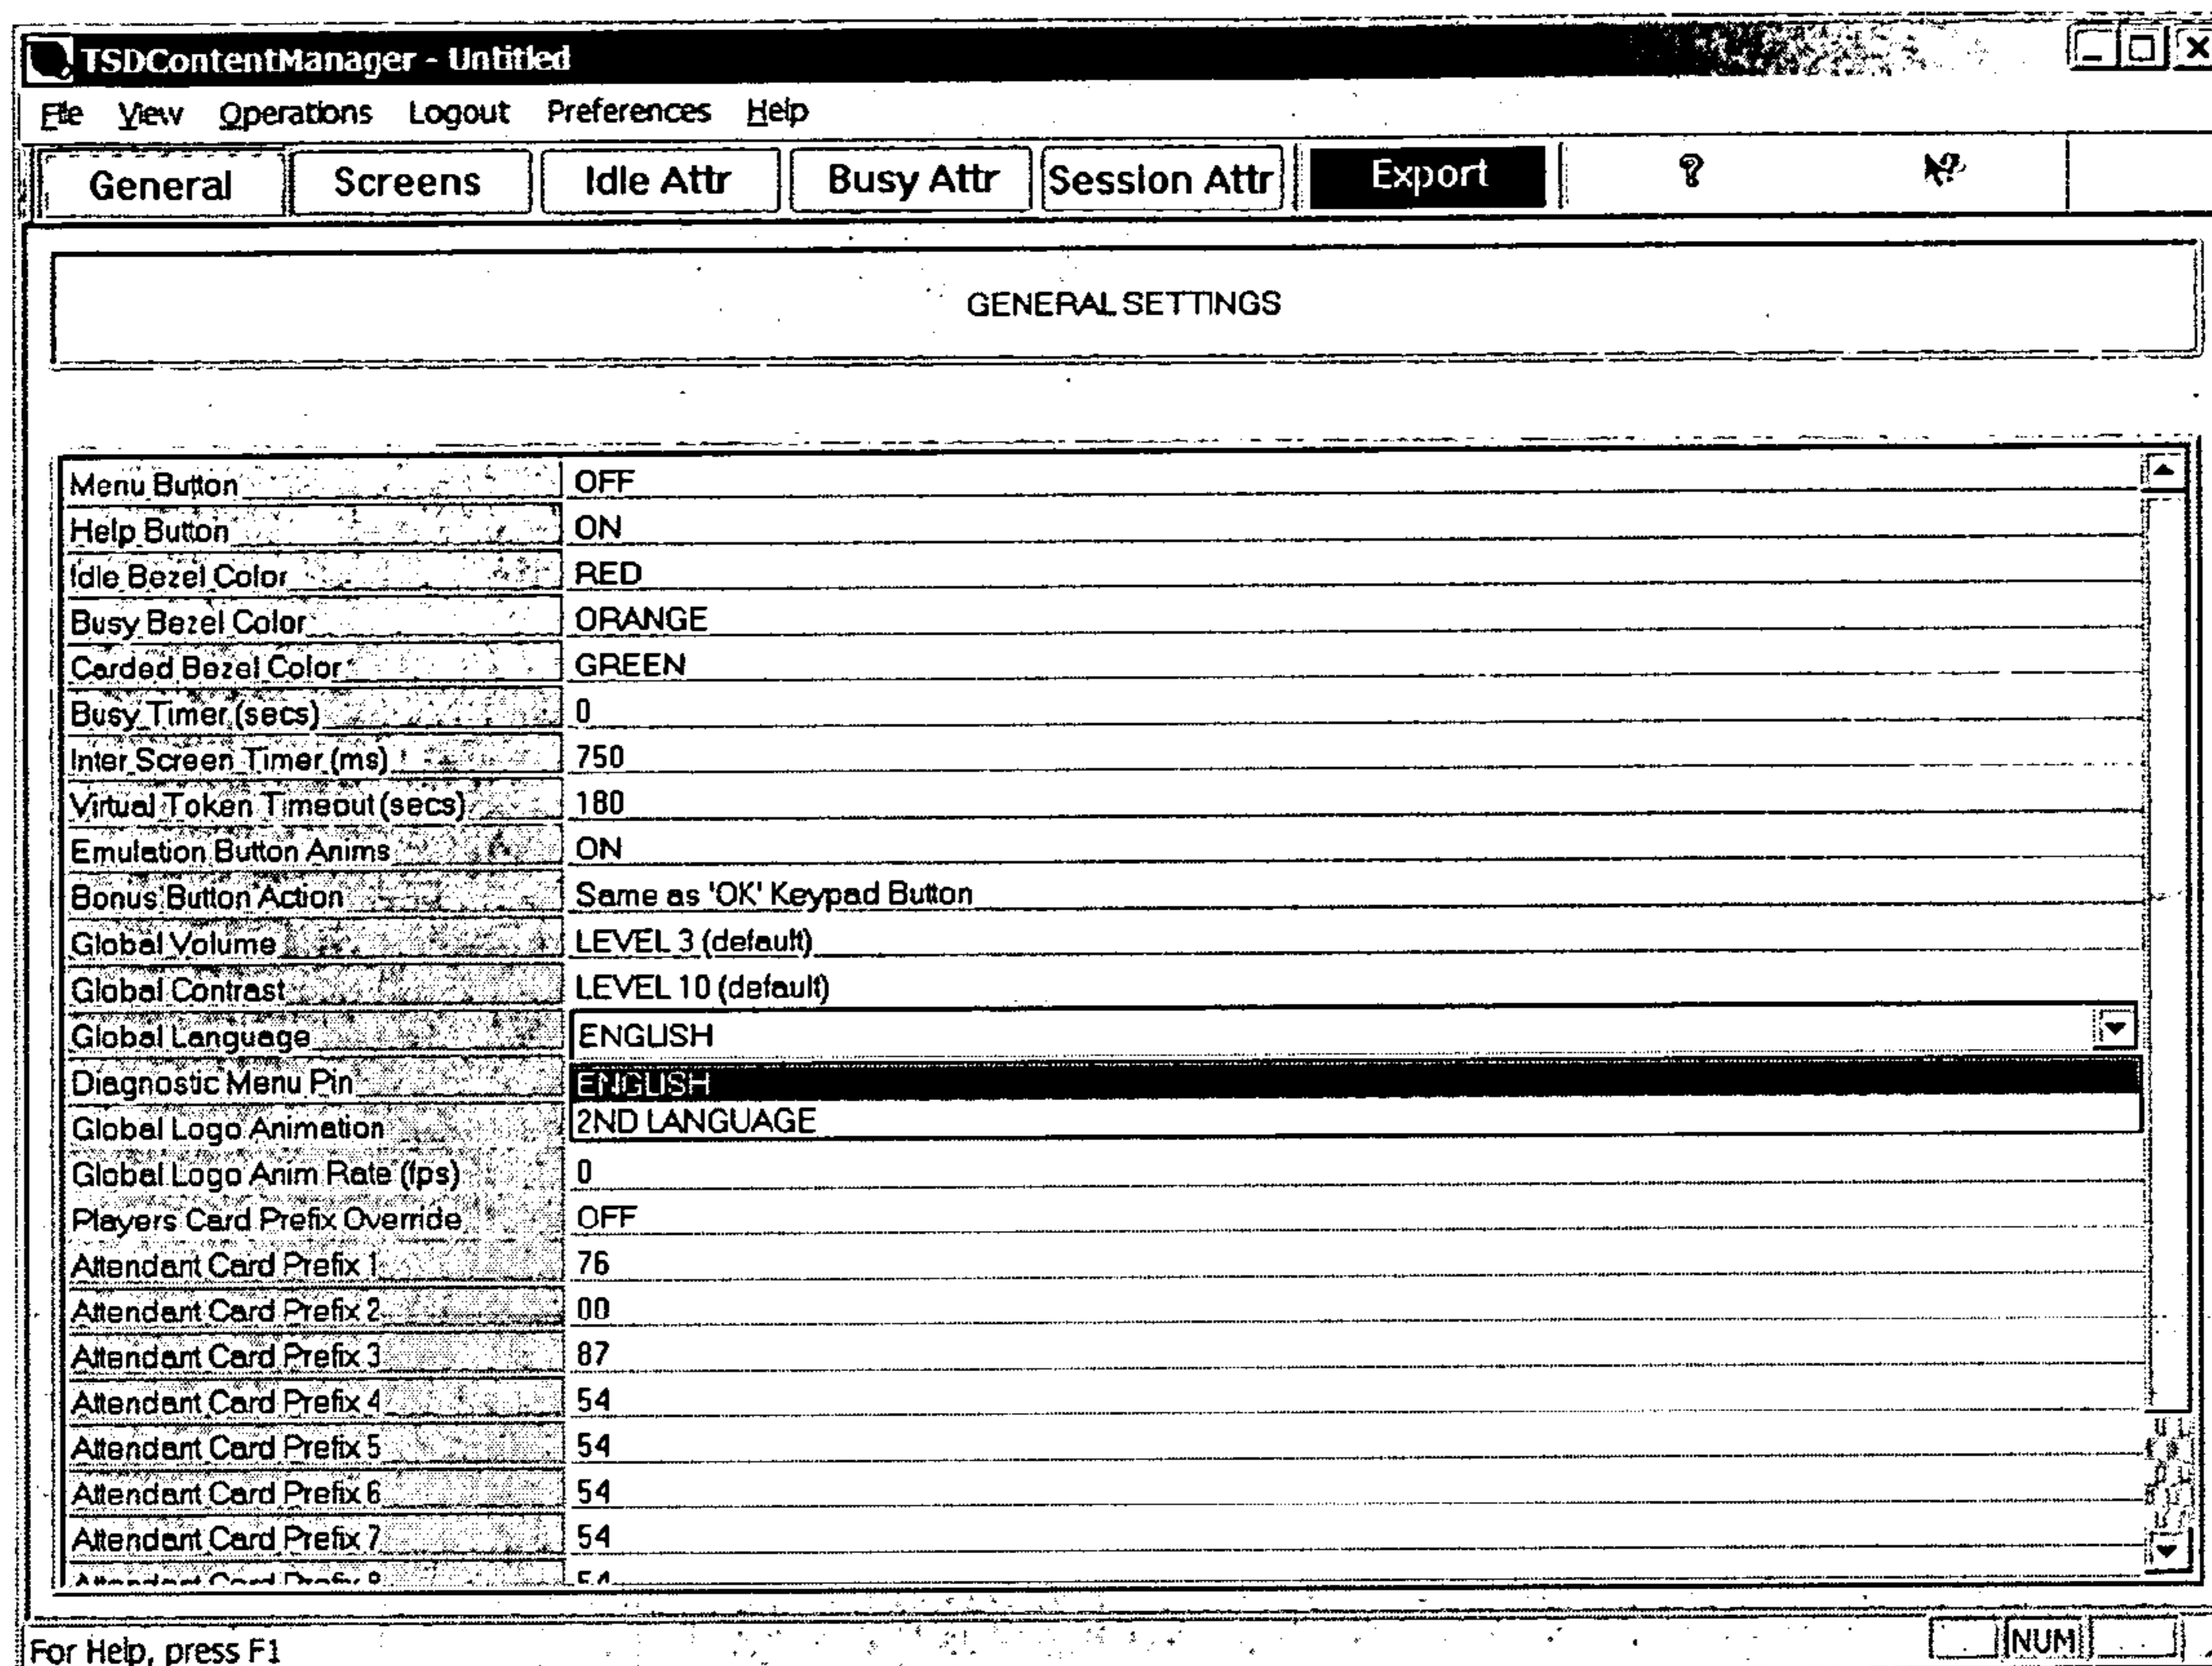 TSDContentManager - Untitled
File View Operations Logout Preferences Help
General Screens Idle Attr Busy Attr Session Attr Export ? ?
GENERAL SETTINGS
Menu Button OFF
Help Button ON
Idle Bezel Color RED
Busy Bezel Color ORANGE
Carded Bezel Color GREEN
Busy Timer (secs) 0
Inter Screen Timer (ms) 750
Virtual Token Timeout (secs) 180
Emulation Button Anims ON
Bonus Button Action Same as 'OK' Keypad Button
Global Volume LEVEL 3 (default)
Global Contrast LEVEL 10 (default)
Global Language ENGLISH
Diagnostic Menu Pin ENGLISH
Global Logo Animation 2ND LANGUAGE
Global Logo Anim Rate (fps) 0
Players Card Prefix Override OFF
Attendant Card Prefix 1 76
Attendant Card Prefix 2 00
Attendant Card Prefix 3 87
Attendant Card Prefix 4 54
Attendant Card Prefix 5 54
Attendant Card Prefix 6 54
Attendant Card Prefix 7 54
Attendant Card Prefix 8 54
For Help, press F1 NUM